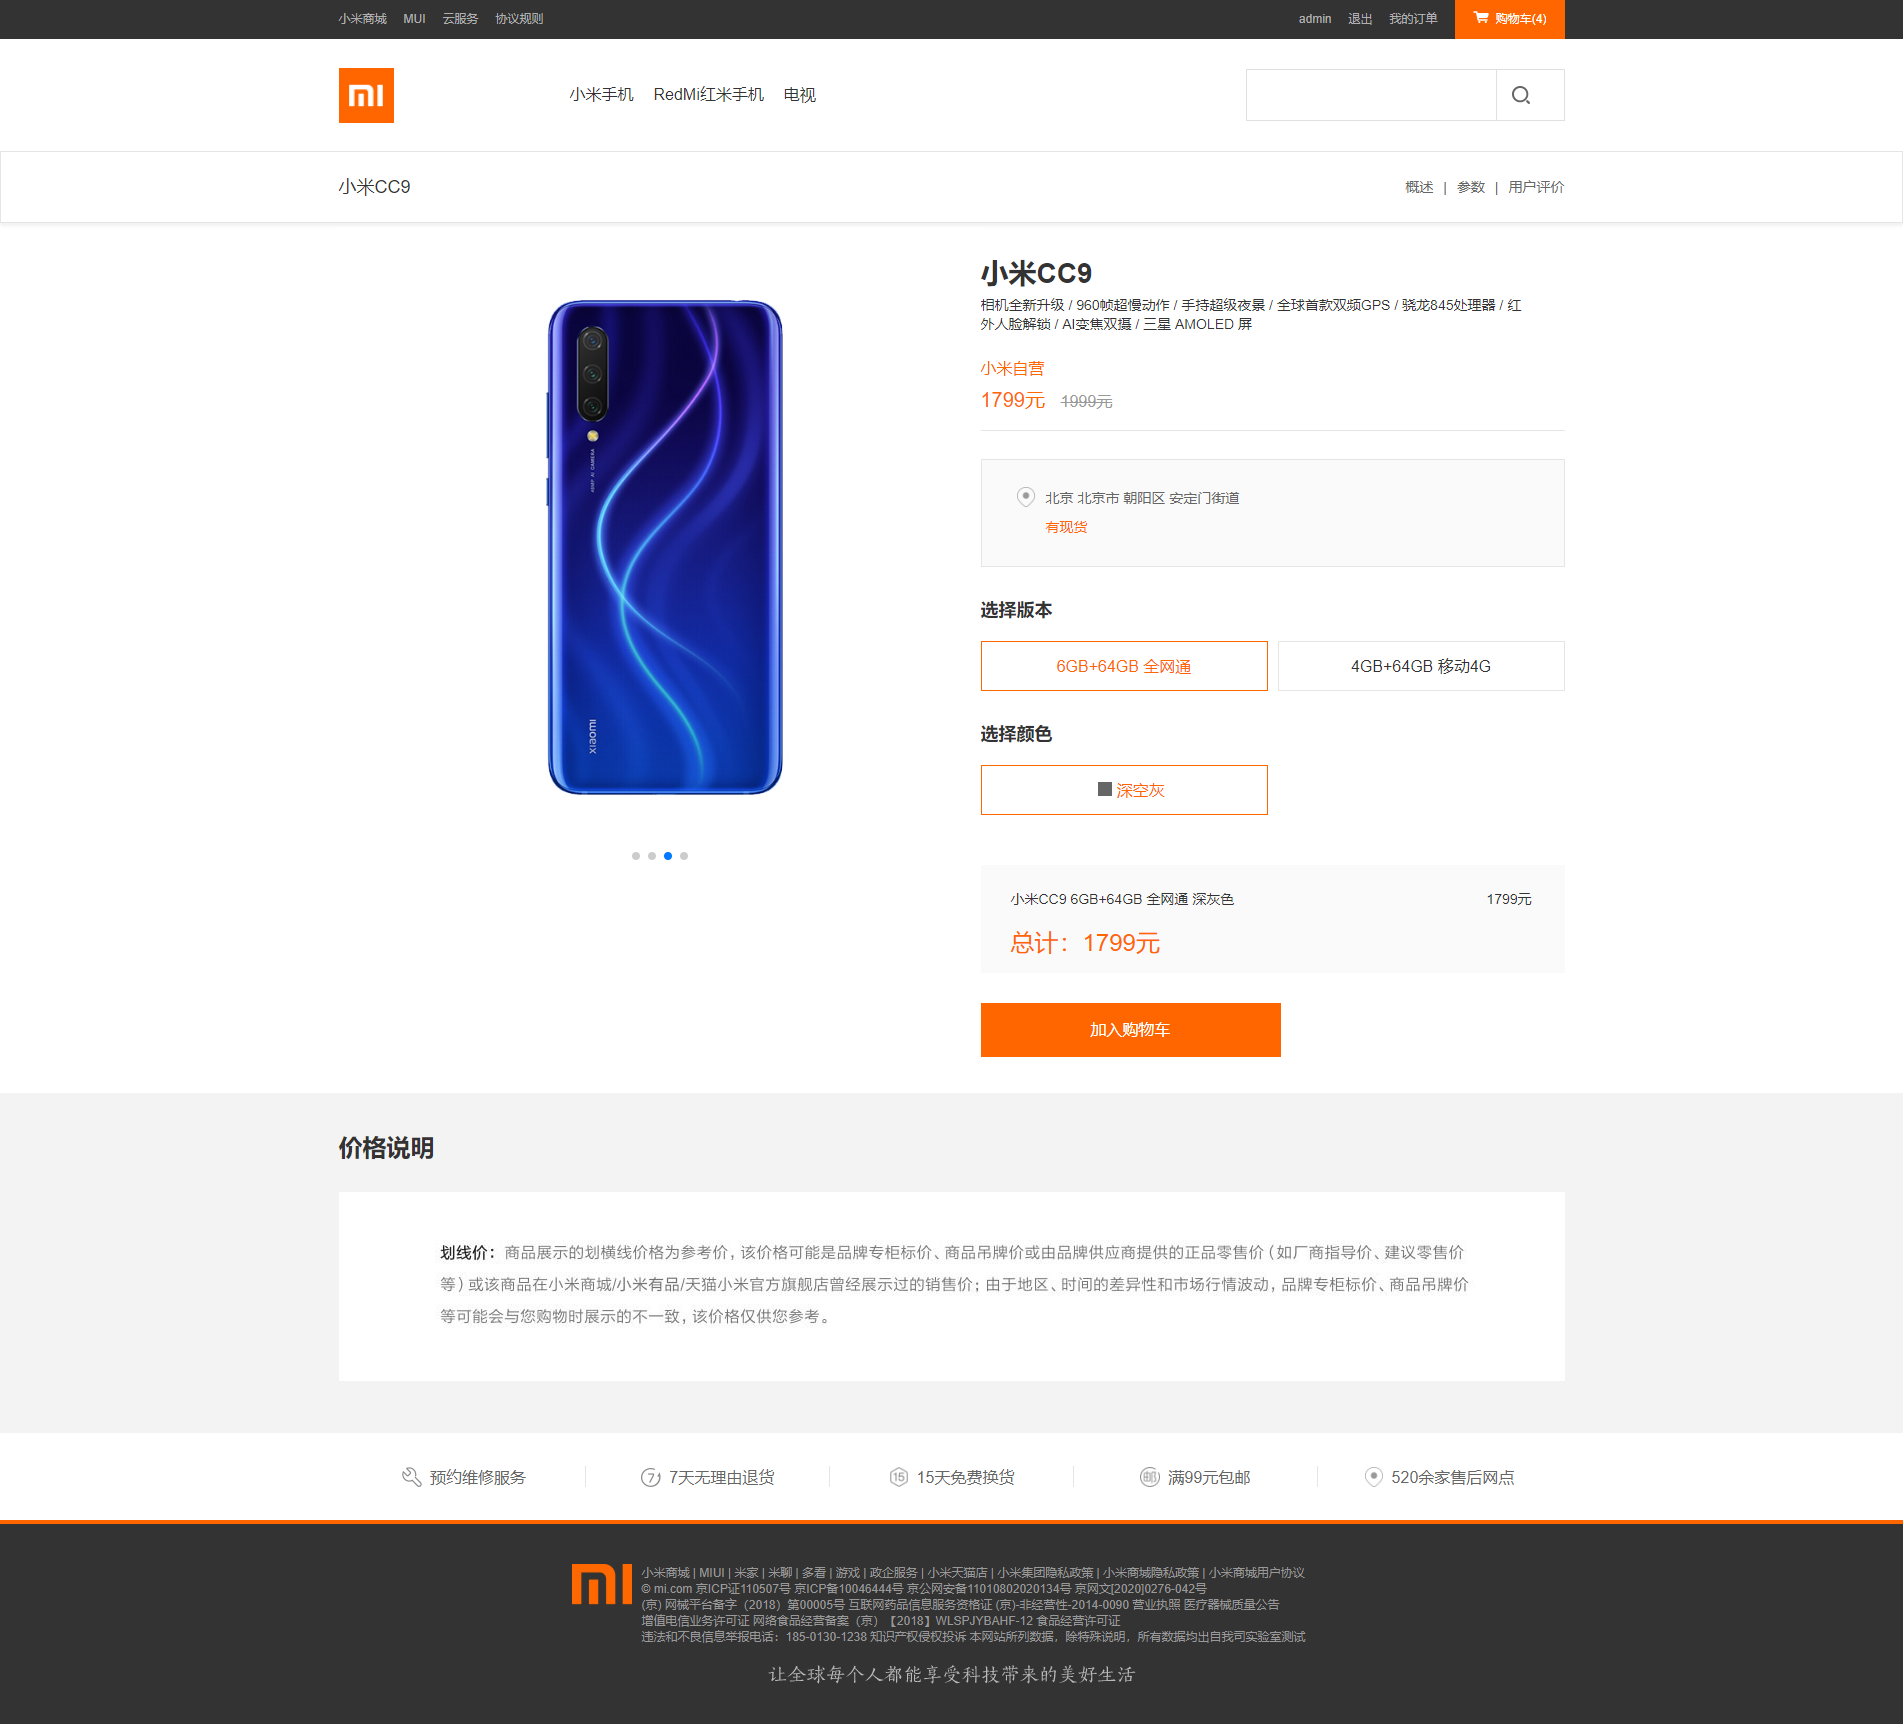 小米商城 MUI 云服务 协议规则 admin 退出 我的订单 购物车(4)
小米手机 RedMi红米手机 电视
小米CC9 概述 | 参数 | 用户评价
小米CC9
相机全新升级 / 960帧超慢动作 / 手持超级夜景 / 全球首款双频GPS / 骁龙845处理器 / 红
外人脸解锁 / AI变焦双摄 / 三星 AMOLED 屏
小米自营
1799元 1999元
北京 北京市 朝阳区 安定门街道
有现货
选择版本
6GB+64GB 全网通 4GB+64GB 移动4G
选择颜色
深空灰
48MP AI CAMERA
xiaomi
小米CC9 6GB+64GB 全网通 深灰色 1799元
总计：1799元
加入购物车
价格说明
划线价：商品展示的划横线价格为参考价，该价格可能是品牌专柜标价、商品吊牌价或由品牌供应商提供的正品零售价（如厂商指导价、建议零售价
等）或该商品在小米商城/小米有品/天猫小米官方旗舰店曾经展示过的销售价；由于地区、时间的差异性和市场行情波动，品牌专柜标价、商品吊牌价
等可能会与您购物时展示的不一致，该价格仅供您参考。
预约维修服务 7天无理由退货 15天免费换货 满99元包邮 520余家售后网点
小米商城 | MIUI | 米家 | 米聊 | 多看 | 游戏 | 政企服务 | 小米天猫店 | 小米集团隐私政策 | 小米商城隐私政策 | 小米商城用户协议
© mi.com 京ICP证110507号 京ICP备10046444号 京公网安备11010802020134号 京网文[2020]0276-042号
(京) 网械平台备字（2018）第00005号 互联网药品信息服务资格证 (京)-非经营性-2014-0090 营业执照 医疗器械质量公告
增值电信业务许可证 网络食品经营备案（京）【2018】WLSPJYBAHF-12 食品经营许可证
违法和不良信息举报电话：185-0130-1238 知识产权侵权投诉 本网站所列数据，除特殊说明，所有数据均出自我司实验室测试
让全球每个人都能享受科技带来的美好生活